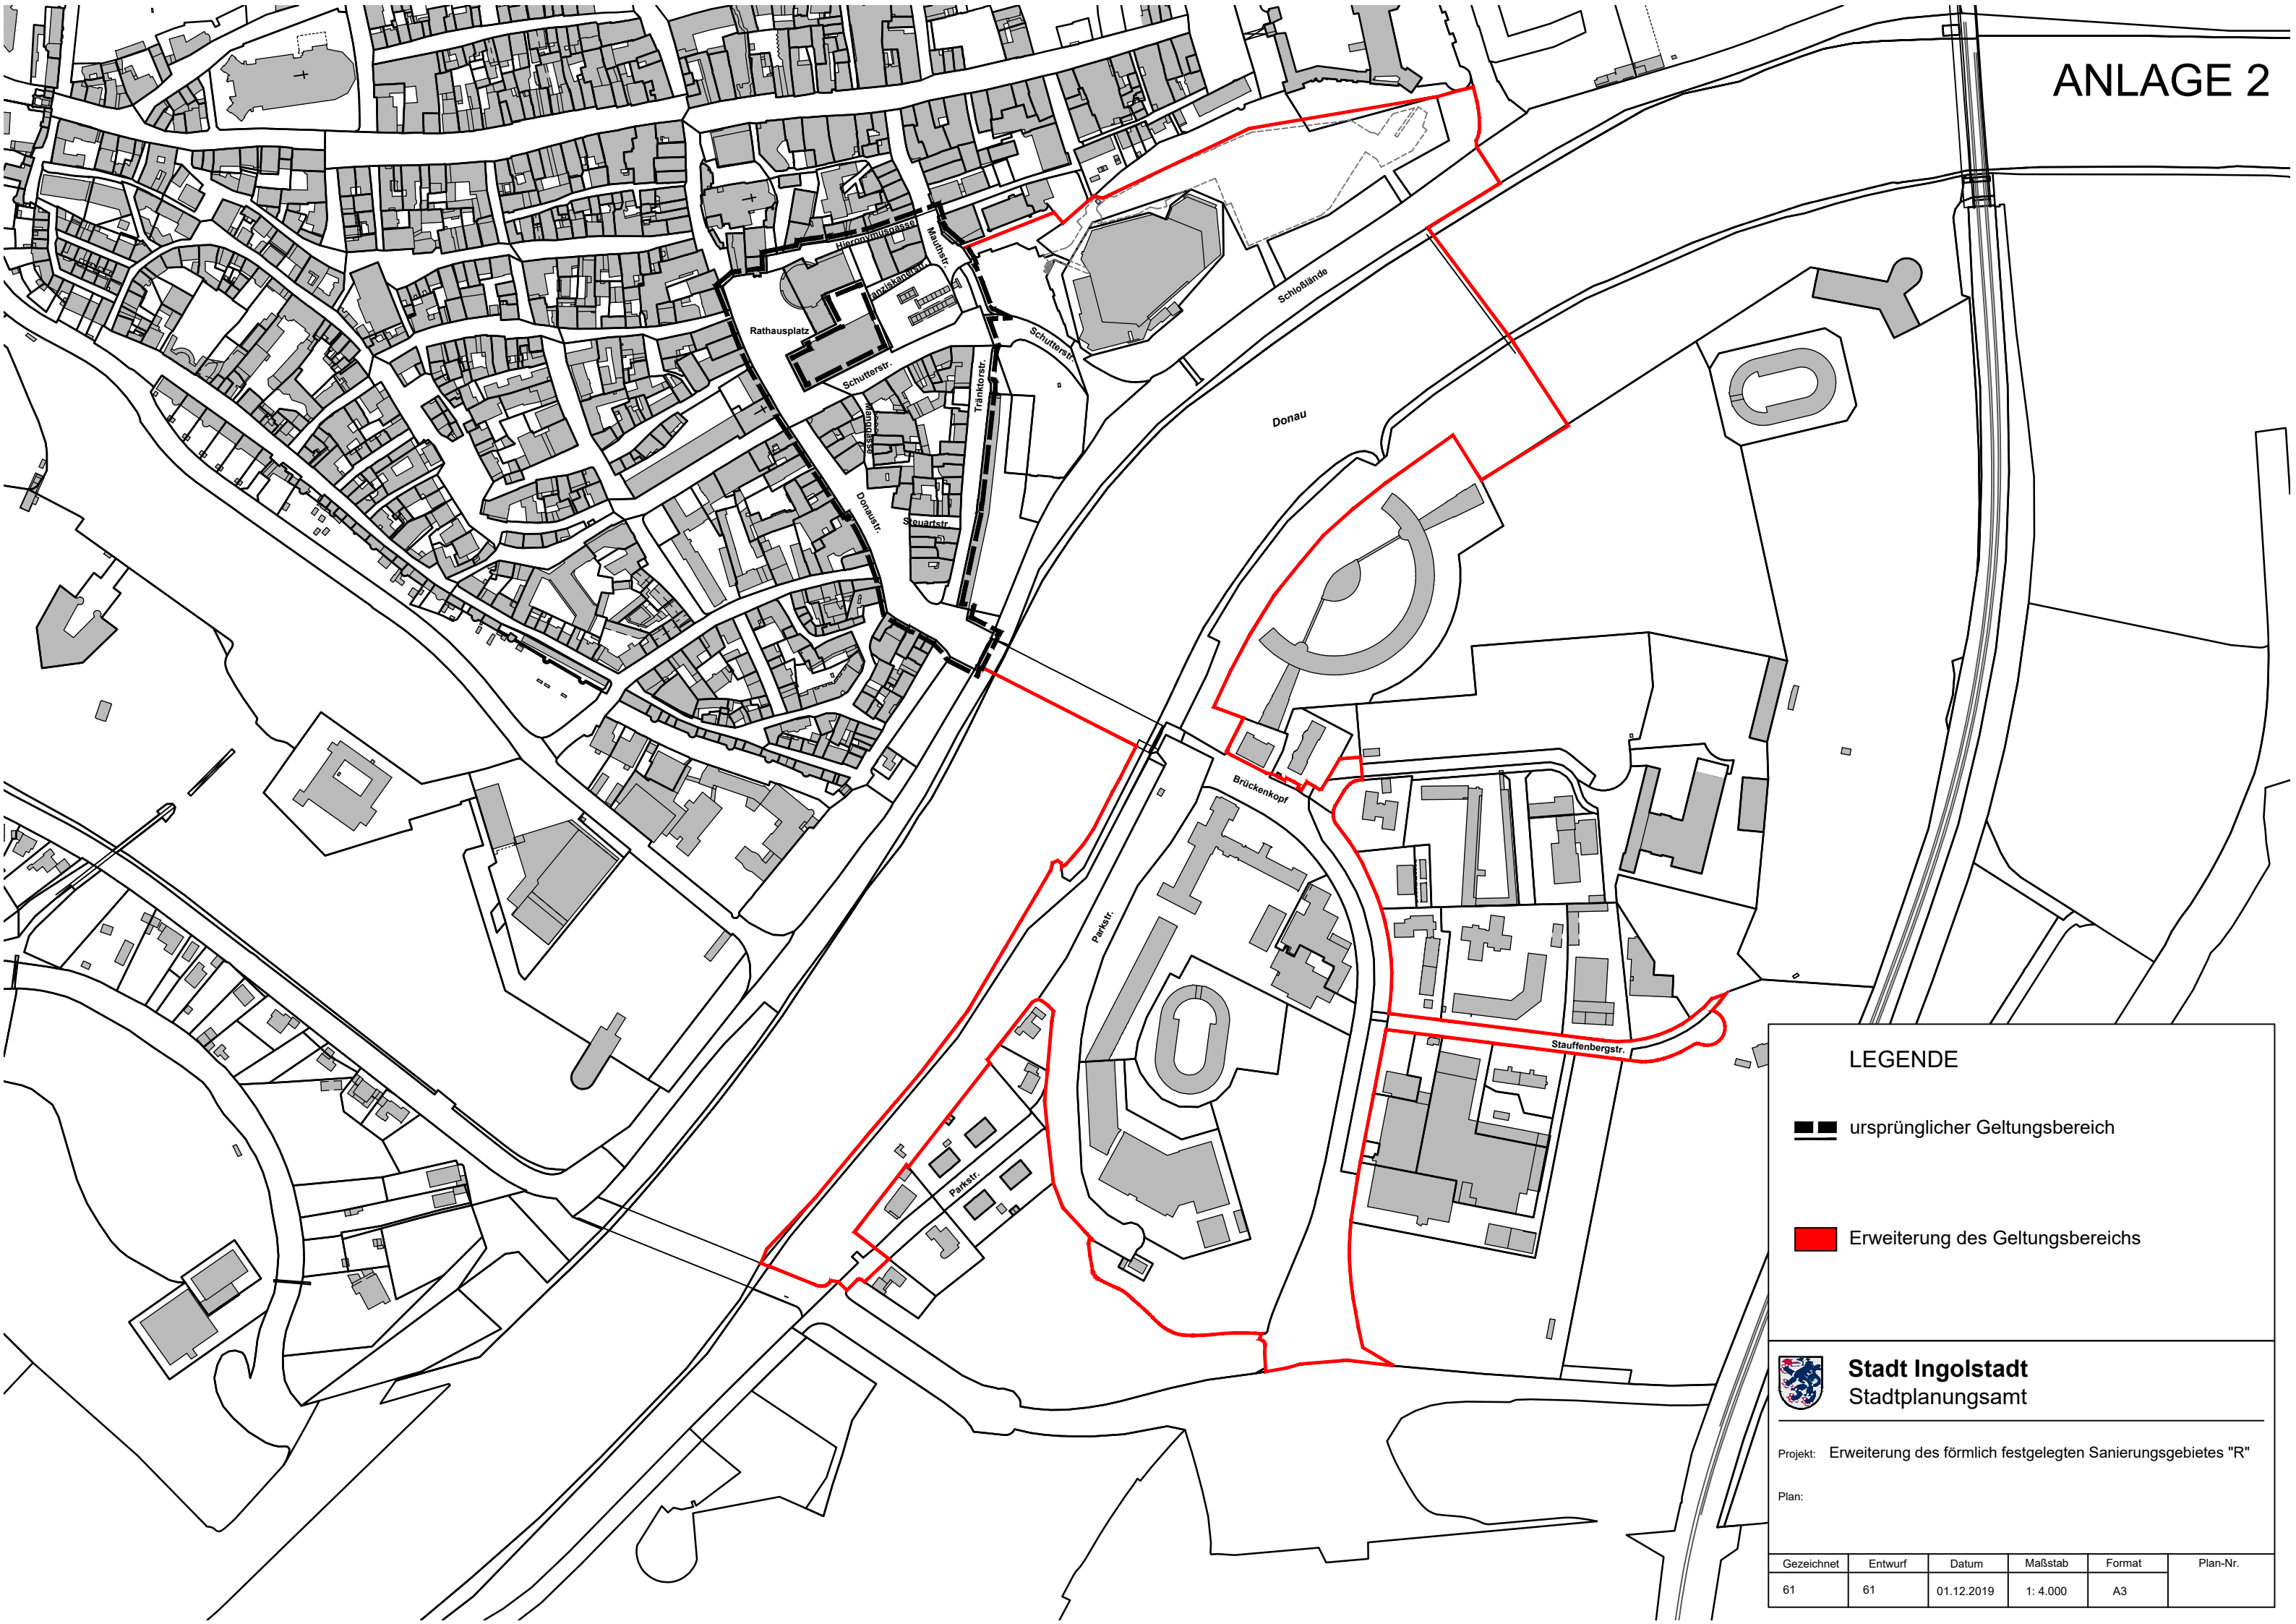 ANLAGE 2
Hieronymusgasse
Mauthstr.
Rathausplatz
Schutterstr.
Schutterstr.
Tränktorstr.
Donaustr.
Steuartstr.
Schloßlände
Donau
Brückenkopf
Parkstr.
Stauffenbergstr.
Parkstr.
LEGENDE
ursprünglicher Geltungsbereich
Erweiterung des Geltungsbereichs
Stadt Ingolstadt
Stadtplanungsamt
Projekt: Erweiterung des förmlich festgelegten Sanierungsgebietes "R"
Plan:
Gezeichnet Entwurf Datum Maßstab Format Plan-Nr.
61 61 01.12.2019 1: 4.000 A3